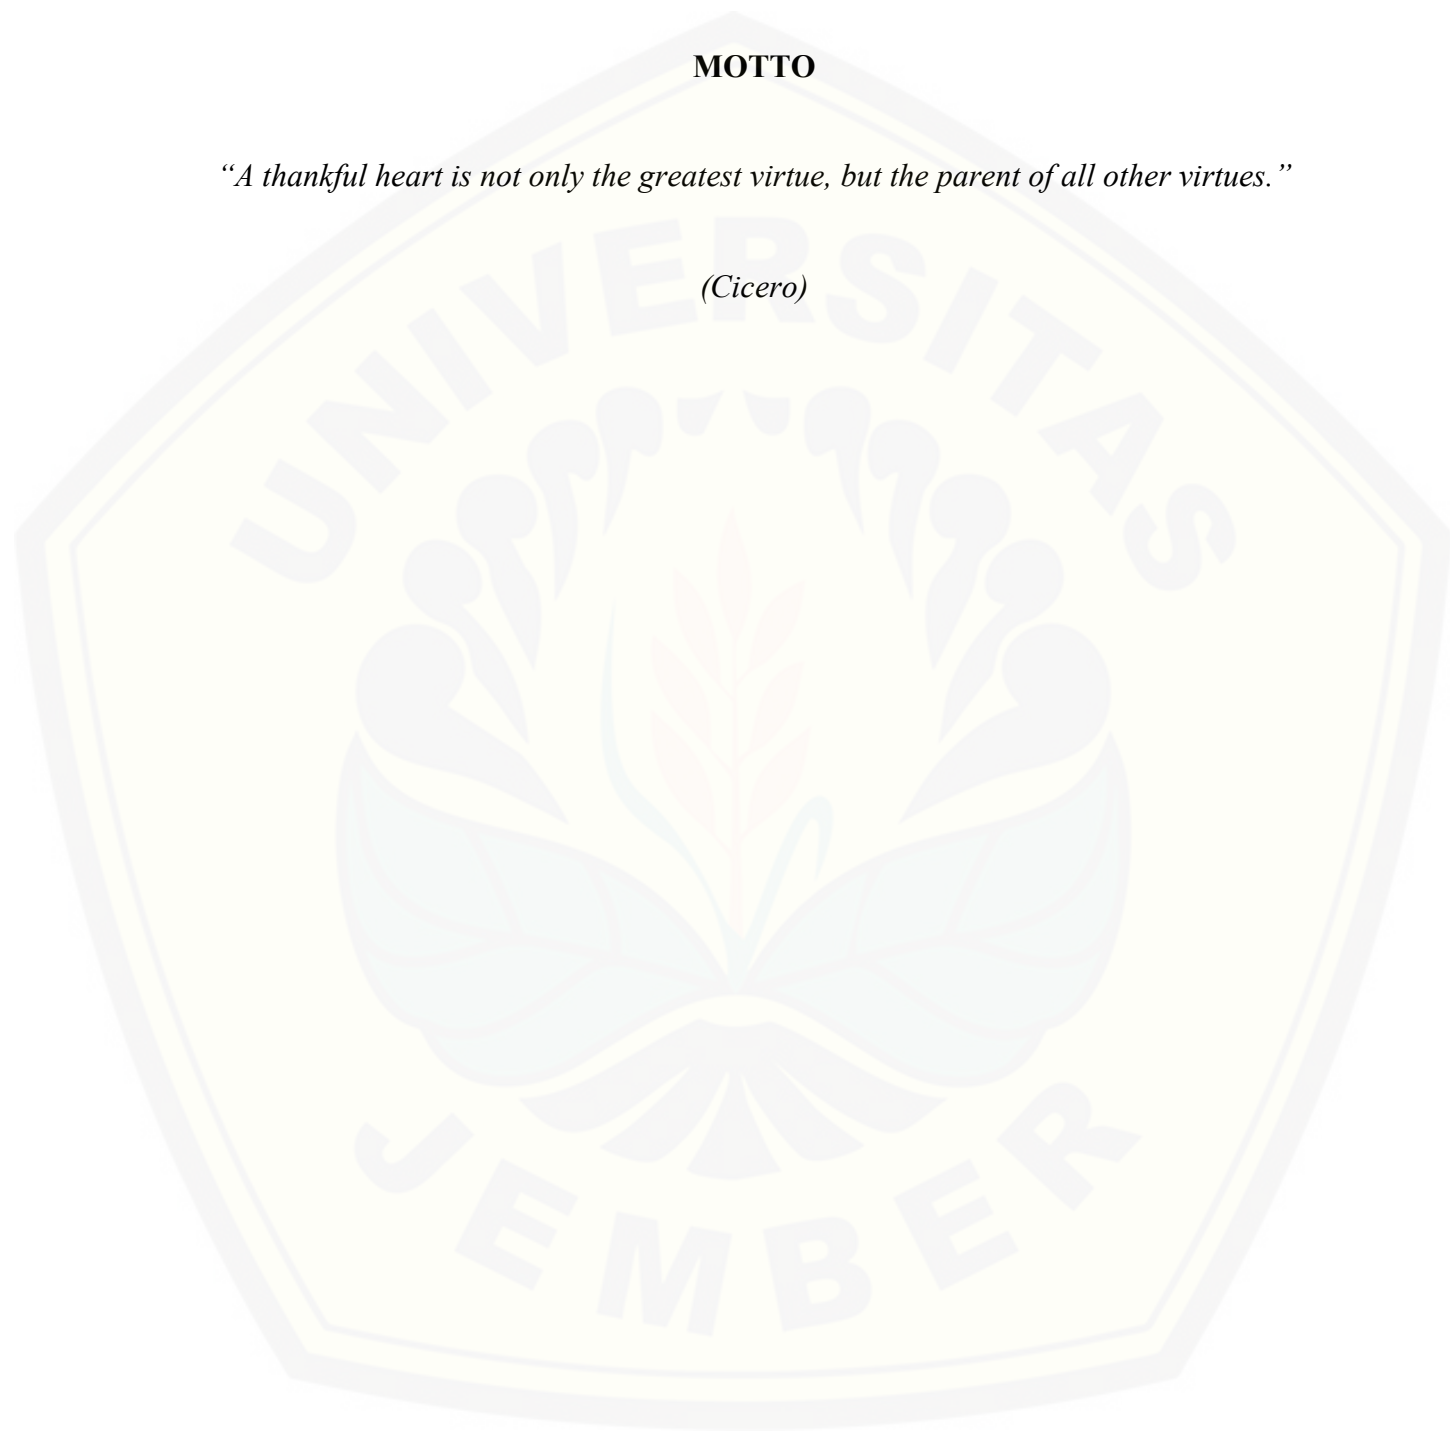 MOTTO
“A thankful heart is not only the greatest virtue, but the parent of all other virtues.”
(Cicero)
UNIVERSITAS
JEMBER